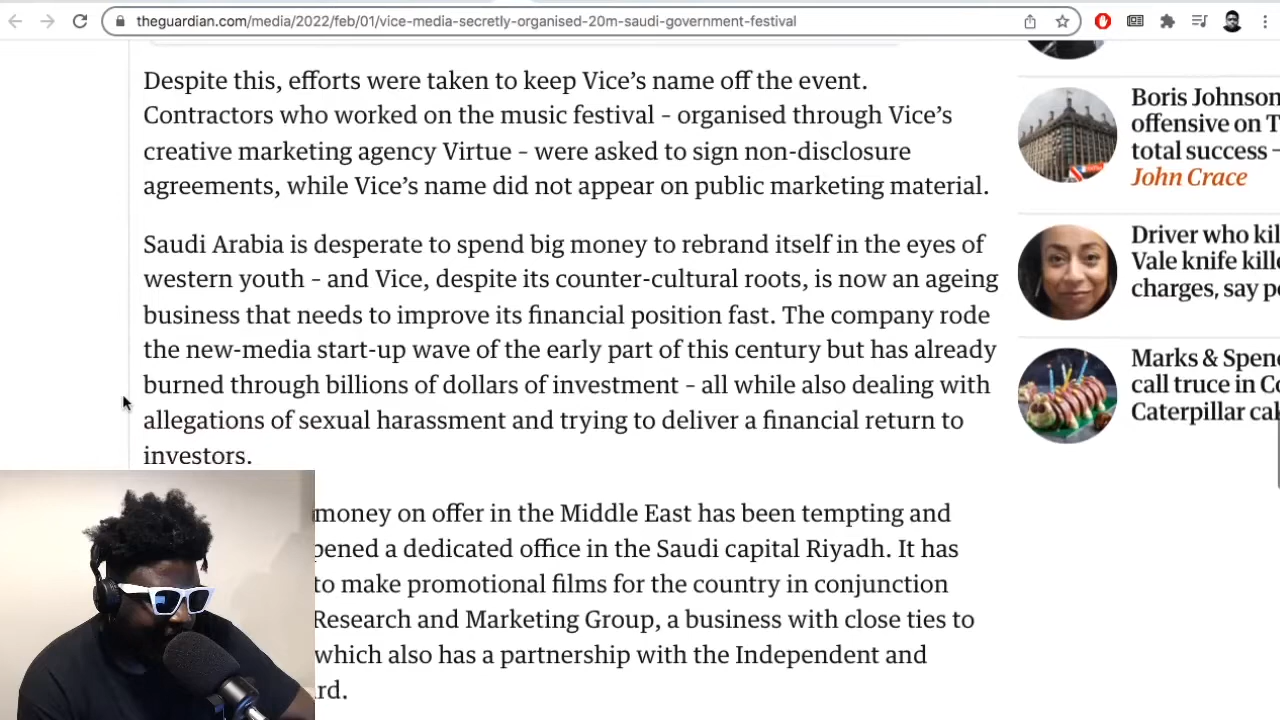 theguardian.com/media/2022/feb/01/vice-media-secretly-organised-20m-saudi-government-festival
Despite this, efforts were taken to keep Vice's name off the event.
Contractors who worked on the music festival – organised through Vice's
creative marketing agency Virtue – were asked to sign non-disclosure
agreements, while Vice's name did not appear on public marketing material.
Saudi Arabia is desperate to spend big money to rebrand itself in the eyes of
western youth – and Vice, despite its counter-cultural roots, is now an ageing
business that needs to improve its financial position fast. The company rode
the new-media start-up wave of the early part of this century but has already
burned through billions of dollars of investment – all while also dealing with
allegations of sexual harassment and trying to deliver a financial return to
investors.
money on offer in the Middle East has been tempting and
pened a dedicated office in the Saudi capital Riyadh. It has
to make promotional films for the country in conjunction
Research and Marketing Group, a business with close ties to
which also has a partnership with the Independent and
rd.
Boris Johnson
offensive on T
total success –
John Crace
Driver who kil
Vale knife kille
charges, say po
Marks & Spenc
call truce in Co
Caterpillar cak